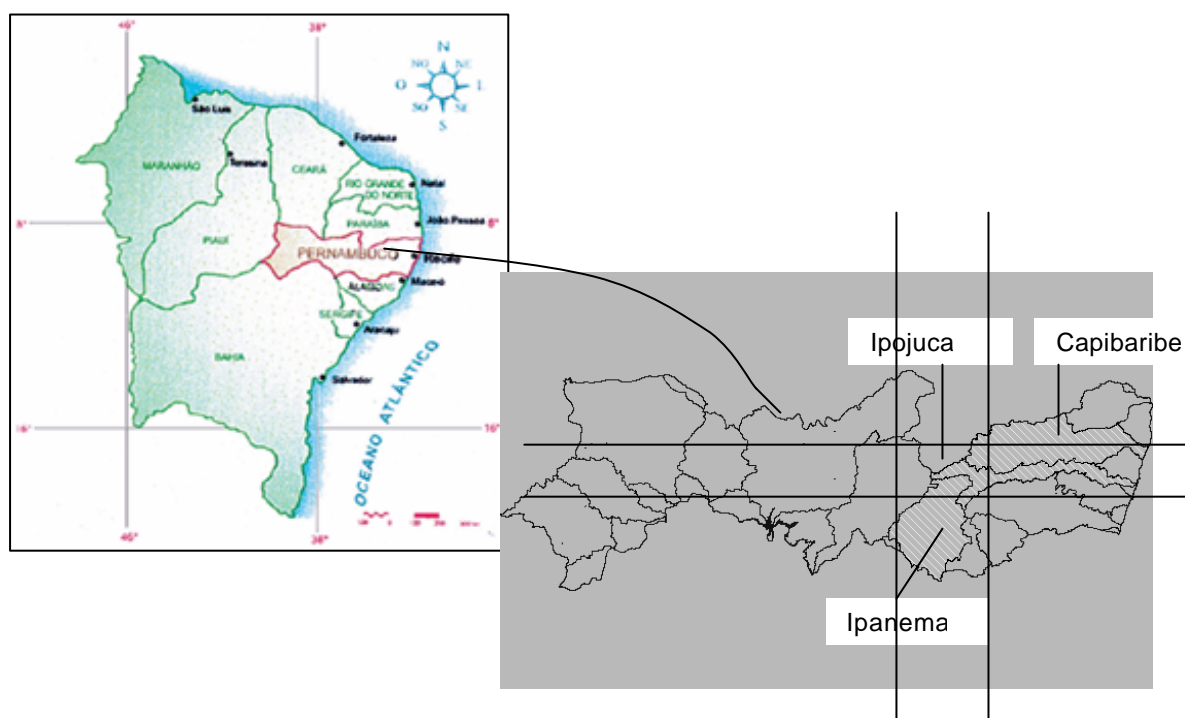 46°
38°
N
NO
NE
O
L
SO
SE
S
São Luís
Fortaleza
MARANHÃO
Teresina
CEARÁ
RIO GRANDE
DO NORTE
Natal
PARAÍBA
João Pessoa
8°
8°
PIAUÍ
PERNAMBUCO
Recife
Maceió
ALAGOAS
SERGIPE
Aracaju
BAHIA
Salvador
OCEANO ATLÂNTICO
16°
16°
46°
38°
Ipojuca
Capibaribe
Ipanema